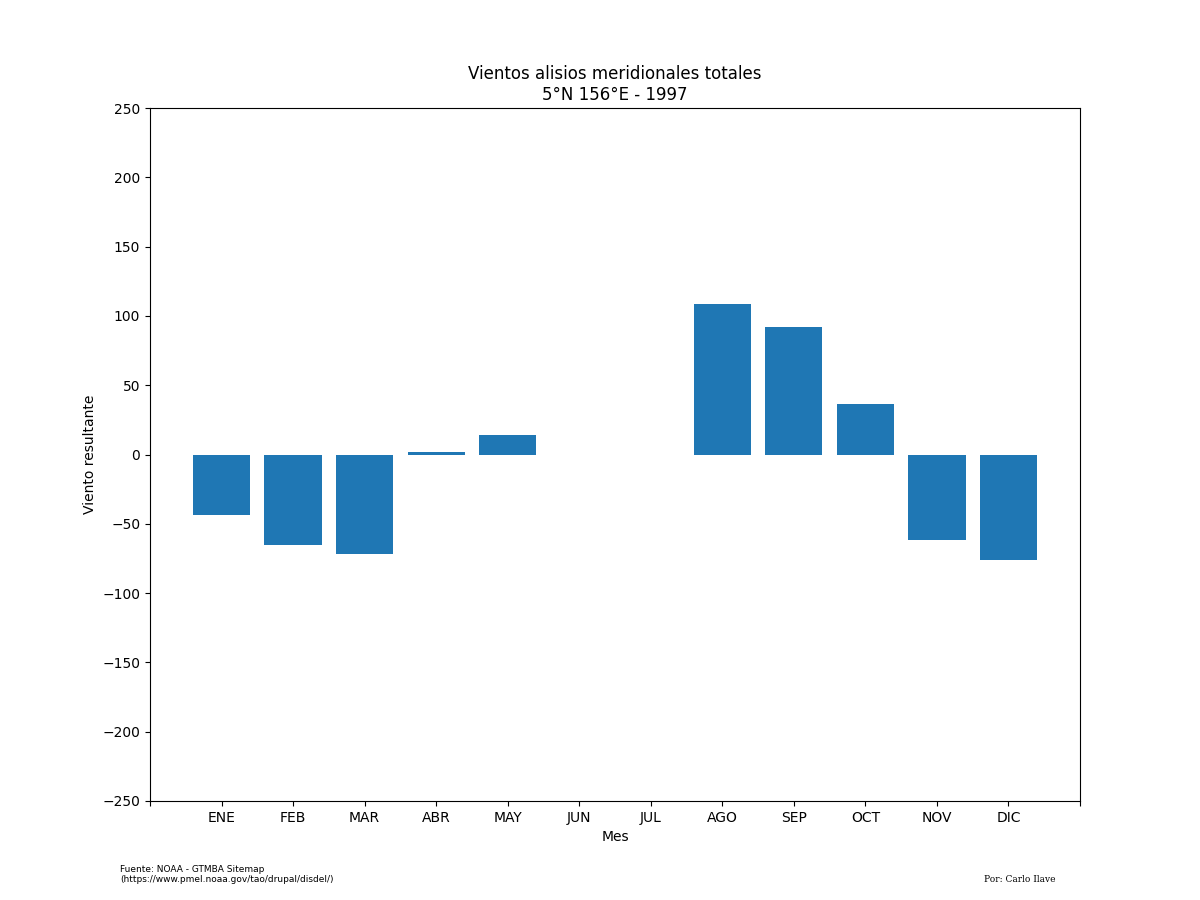 Vientos alisios meridionales totales
5°N 156°E - 1997
250
200
150
100
50
0
−50
−100
−150
−200
−250
Viento resultante
ENE FEB MAR ABR MAY JUN JUL AGO SEP OCT NOV DIC
Mes
Fuente: NOAA - GTMBA Sitemap
(https://www.pmel.noaa.gov/tao/drupal/disdel/)
Por: Carlo Ilave